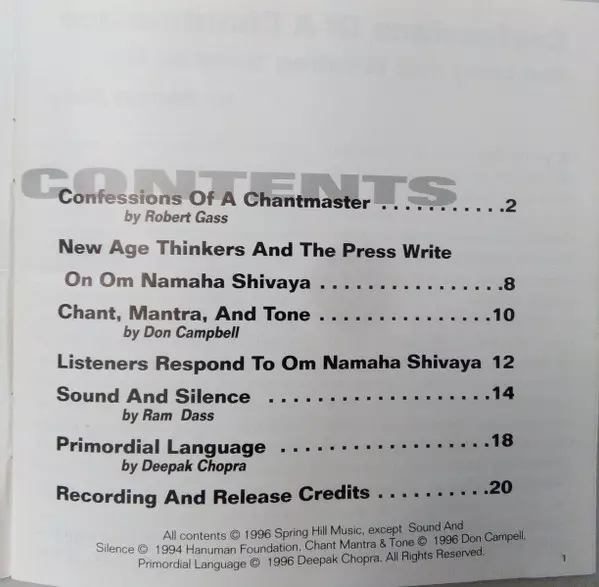 CONTENTS
Confessions Of A Chantmaster ...........2
by Robert Gass
New Age Thinkers And The Press Write
On Om Namaha Shivaya ................8
Chant, Mantra, And Tone ...............10
by Don Campbell
Listeners Respond To Om Namaha Shivaya 12
Sound And Silence ...................14
by Ram Dass
Primordial Language ..................18
by Deepak Chopra
Recording And Release Credits ..........20
All contents © 1996 Spring Hill Music, except Sound And
Silence © 1994 Hanuman Foundation, Chant Mantra & Tone © 1996 Don Campell,
Primordial Language © 1996 Deepak Chopra. All Rights Reserved.
1